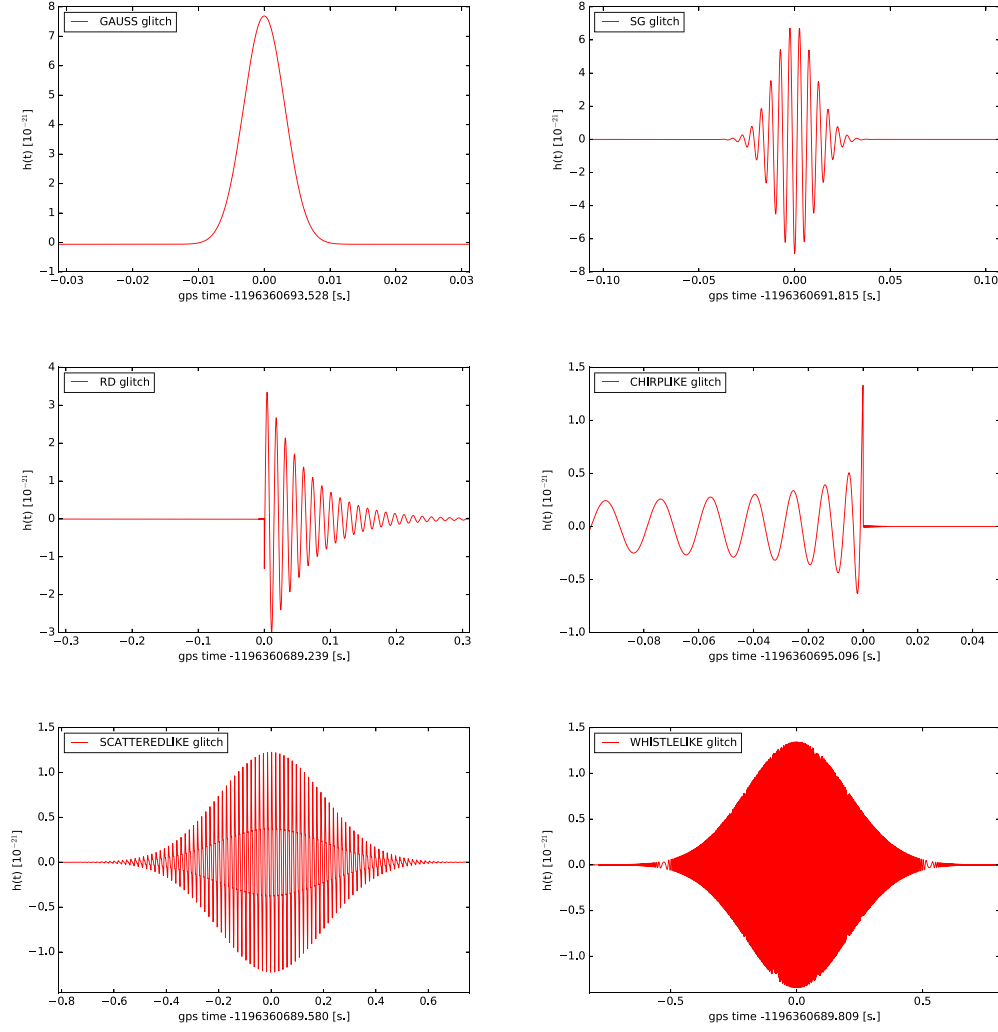 GAUSS glitch
8
7
6
5
4
3
2
1
0
−1
h(t) [10⁻²¹]
−0.03 −0.02 −0.01 0.00 0.01 0.02 0.03
gps time -1196360693.528 [s.]
SG glitch
8
6
4
2
0
−2
−4
−6
−8
h(t) [10⁻²¹]
−0.10 −0.05 0.00 0.05 0.10
gps time -1196360691.815 [s.]
RD glitch
4
3
2
1
0
−1
−2
−3
h(t) [10⁻²¹]
−0.3 −0.2 −0.1 0.0 0.1 0.2 0.3
gps time -1196360689.239 [s.]
CHIRPLIKE glitch
1.5
1.0
0.5
0.0
−0.5
−1.0
h(t) [10⁻²¹]
−0.08 −0.06 −0.04 −0.02 0.00 0.02 0.04
gps time -1196360695.096 [s.]
SCATTEREDLIKE glitch
1.5
1.0
0.5
0.0
−0.5
−1.0
h(t) [10⁻²¹]
−0.8 −0.6 −0.4 −0.2 0.0 0.2 0.4 0.6
gps time -1196360689.580 [s.]
WHISTLELIKE glitch
1.5
1.0
0.5
0.0
−0.5
−1.0
h(t) [10⁻²¹]
−0.5 0.0 0.5
gps time -1196360689.809 [s.]